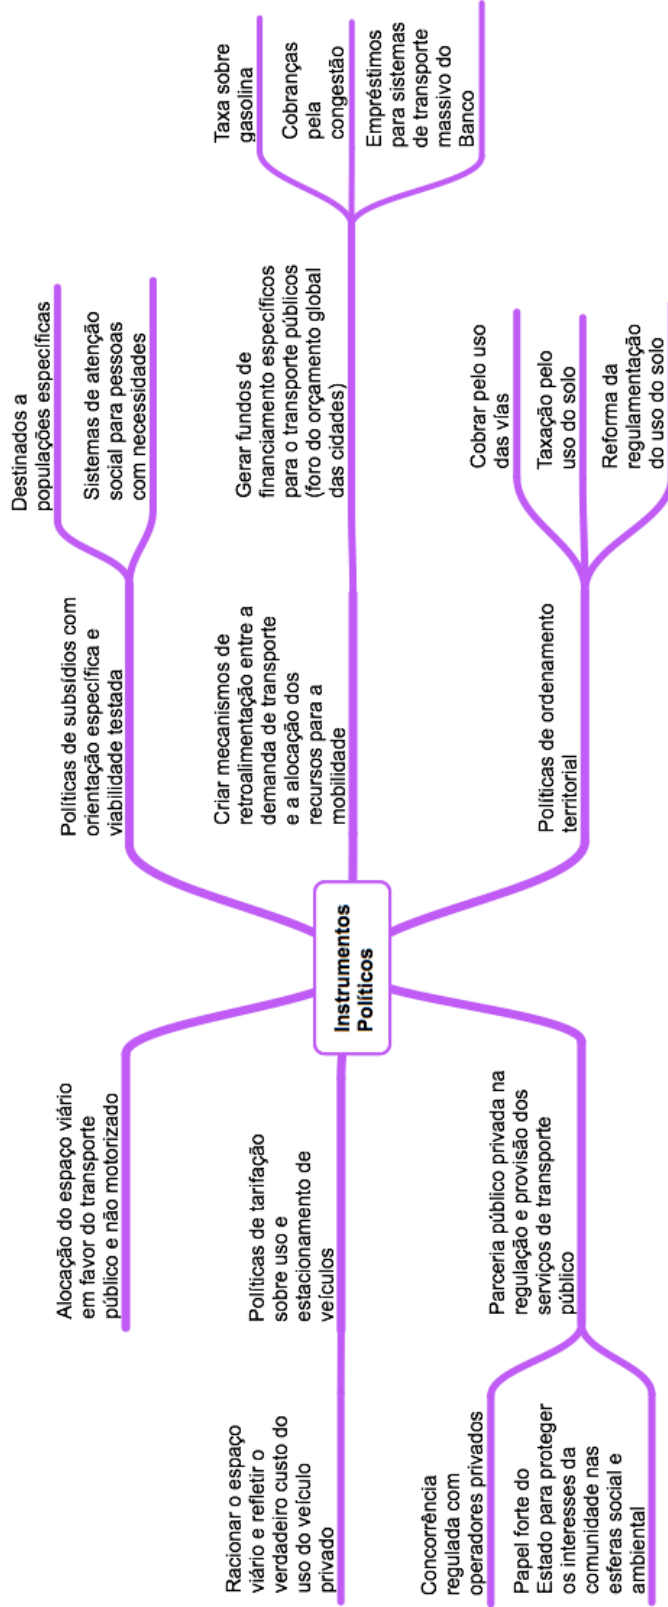 Alocação do espaço viário
em favor do transporte
público e não motorizado
Racionar o espaço
viário e refletir o
verdadeiro custo do
uso do veículo
privado
Políticas de tarifação
sobre uso e
estacionamento de
veículos
Concorrência
regulada com
operadores privados
Papel forte do
Estado para proteger
os interesses da
comunidade nas
esferas social e
ambiental
Parceria público privada na
regulação e provisão dos
serviços de transporte
público
Instrumentos
Políticos
Políticas de subsídios com
orientação específica e
viabilidade testada
Destinados a
populações específicas
Sistemas de atenção
social para pessoas
com necessidades
Criar mecanismos de
retroalimentação entre a
demanda de transporte
e a alocação dos
recursos para a
mobilidade
Gerar fundos de
financiamento específicos
para o transporte públicos
(foro do orçamento global
das cidades)
Taxa sobre
gasolina
Cobranças
pela
congestão
Empréstimos
para sistemas
de transporte
massivo do
Banco
Políticas de ordenamento
territorial
Cobrar pelo uso
das vías
Taxação pelo
uso do solo
Reforma da
regulamentação
do uso do solo